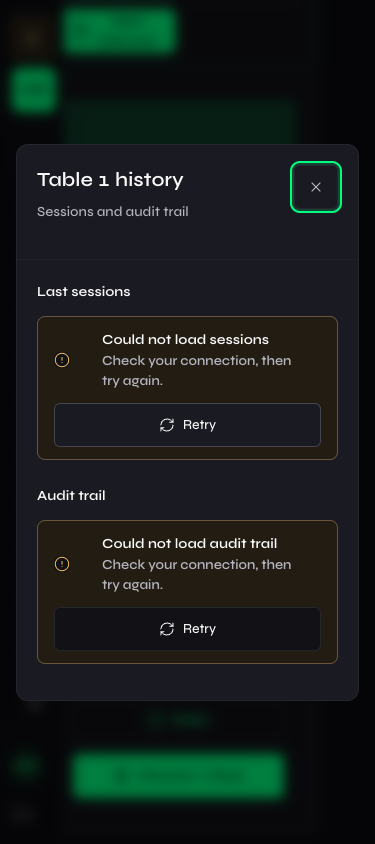 Table 1 history
Sessions and audit trail
Last sessions
Could not load sessions
Check your connection, then
try again.
Retry
Audit trail
Could not load audit trail
Check your connection, then
try again.
Retry